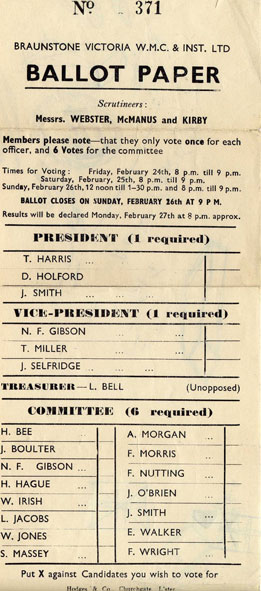 No ... 371
BRAUNSTONE VICTORIA W.M.C. & INST. LTD
BALLOT PAPER
Scrutineers :
Messrs. WEBSTER, McMANUS and KIRBY
Members please note—that they only vote once for each
officer, and 6 Votes for the committee
Times for Voting : Friday, February 24th, 8 p.m. till 9 p.m.
Saturday, February, 25th, 8 p.m. till 9 p.m.
Sunday, February 26th, 12 noon till 1-30 p.m. and 8 p.m. till 9 p.m.
BALLOT CLOSES ON SUNDAY, FEBRUARY 26th AT 9 P M.
Results will be declared Monday, February 27th at 8 p.m. approx.
PRESIDENT (1 required)
T. HARRIS ...
D. HOLFORD
J. SMITH ... ... ...
VICE-PRESIDENT (1 required)
N. F. GIBSON ...
T. MILLER ... ...
J. SELFRIDGE ... ... ...
TREASURER—L. BELL (Unopposed)
COMMITTEE (6 required)
H. BEE ...
J. BOULTER
N. F. GIBSON ...
H. HAGUE ...
W. IRISH ...
L. JACOBS
W. JONES
S. MASSEY ...
A. MORGAN ...
F. MORRIS ...
F. NUTTING ...
J. O'BRIEN ...
J. SMITH ...
E. WALKER ...
F. WRIGHT ...
Put X against Candidates you wish to vote for
Hodges & Co. Churchgate L'ster